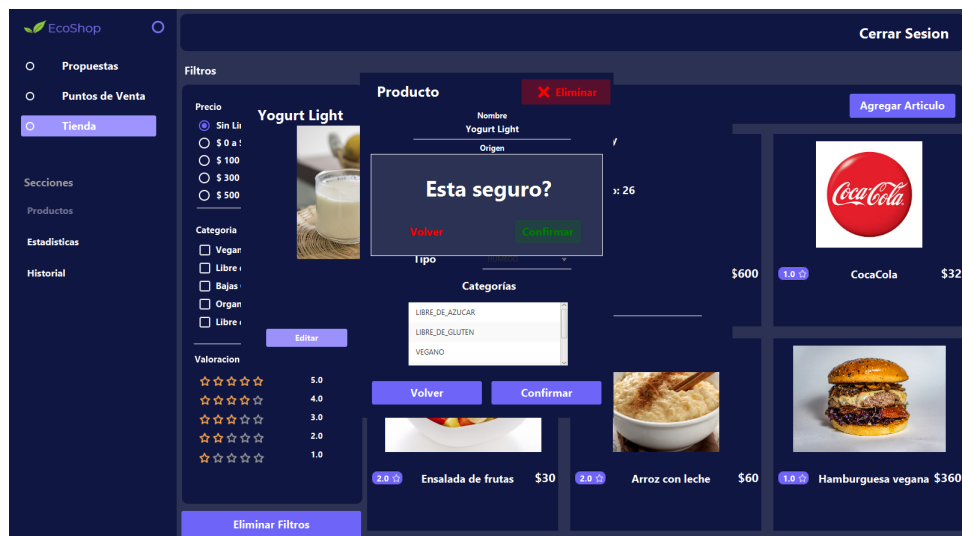 EcoShop
Cerrar Sesion
Propuestas
Puntos de Venta
Tienda
Secciones
Productos
Estadisticas
Historial
Filtros
Precio
Sin
$ 0 a
$ 100
$ 300
$ 500
Categoria
Vegan
Libre
Bajas
Organ
Libre
Valoracion
5.0
4.0
3.0
2.0
1.0
Eliminar Filtros
Yogurt Light
Editar
Producto
Eliminar
Nombre
Yogurt Light
Origen
Esta seguro?
Volver
Confirmar
Tipo
Categorías
LIBRE_DE_AZUCAR
LIBRE_DE_GLUTEN
VEGANO
Volver
Confirmar
: 26
Agregar Articulo
$600
Coca-Cola
1.0
CocaCola
$32
2.0
Ensalada de frutas
$30
2.0
Arroz con leche
$60
1.0
Hamburguesa vegana
$360